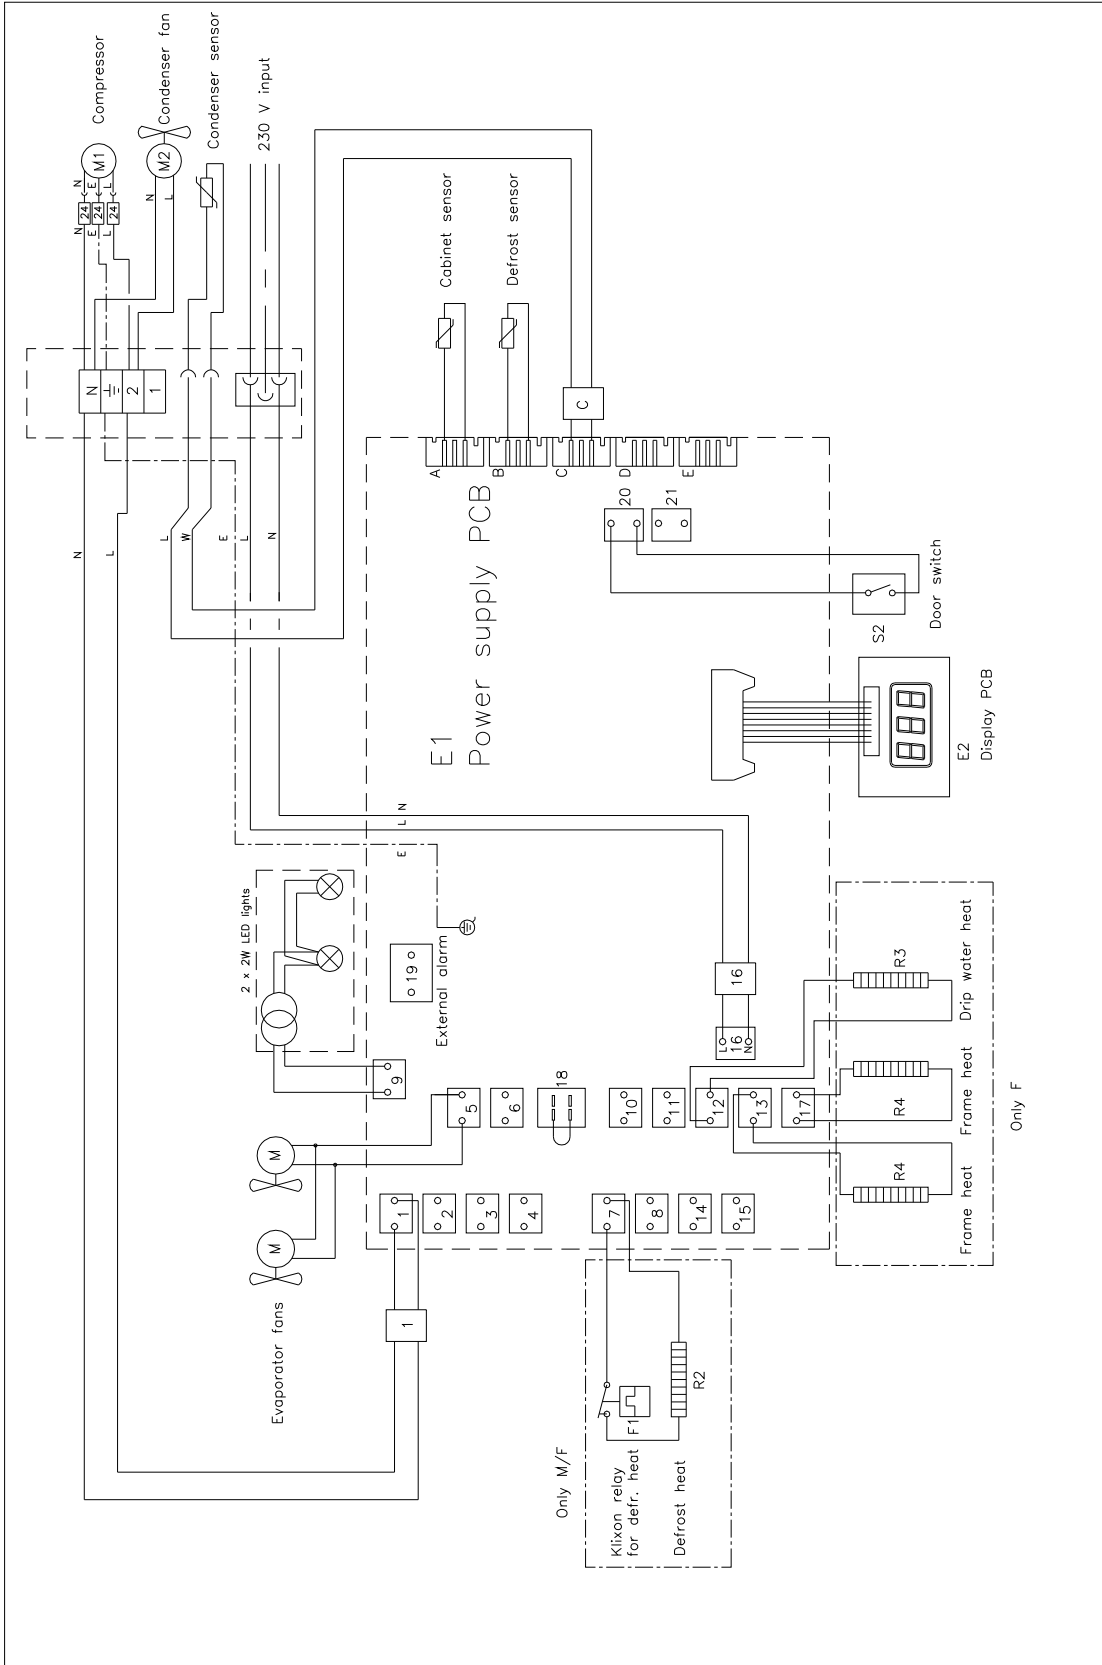 Compressor
Condenser fan
Condenser sensor
230 V input
M1
M2
N
E
L
24
24
24
N
E
L
N
L
N
2
1
N
L
L
W
E
L
N
Cabinet sensor
Defrost sensor
C
A
B
C
D
E
20
21
E1
Power supply PCB
S2
Door switch
E2
Display PCB
E
L
N
2 x 2W LED lights
19
External alarm
16
L
16
N
9
5
6
18
10
11
12
13
17
M
M
Evaporator fans
1
2
3
4
7
8
14
15
1
R3
Drip water heat
R4
Frame heat
R4
Frame heat
Only F
Only M/F
F1
Klixon relay
for defr. heat
R2
Defrost heat